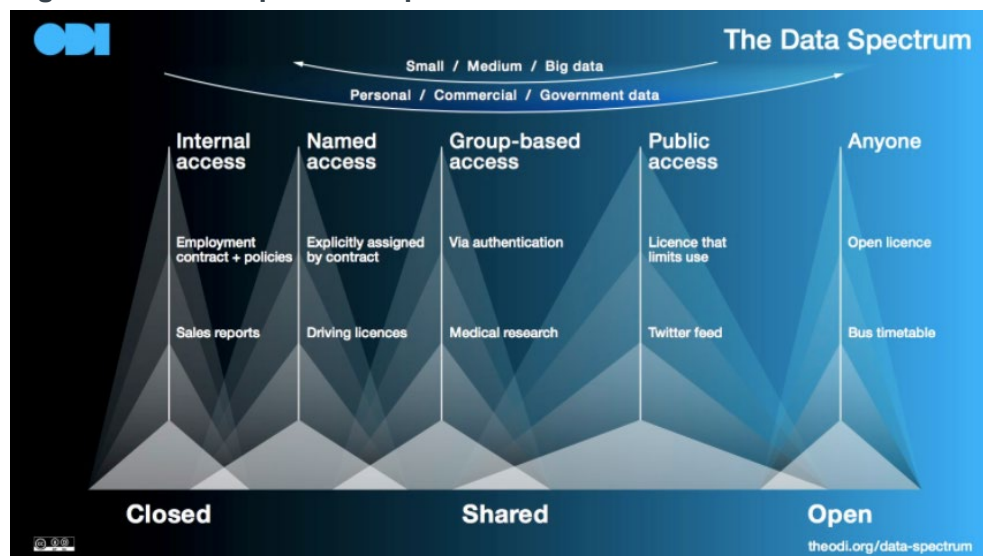 ODI
The Data Spectrum
Small / Medium / Big data
Personal / Commercial / Government data
Internal
access
Named
access
Group-based
access
Public
access
Anyone
Employment
contract + policies
Explicitly assigned
by contract
Via authentication
Licence that
limits use
Open licence
Sales reports
Driving licences
Medical research
Twitter feed
Bus timetable
Closed
Shared
Open
theodi.org/data-spectrum